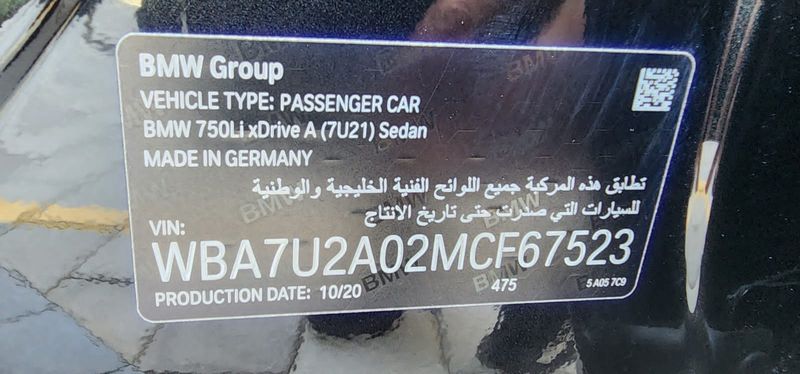 BMW Group
VEHICLE TYPE: PASSENGER CAR
BMW 750Li xDrive A (7U21) Sedan
MADE IN GERMANY
تطابق هذه المركبة جميع اللوائح الفنية الخليجية والوطنية
للسيارات التي صدرت حتى تاريخ الانتاج
VIN:
WBA7U2A02MCF67523
PRODUCTION DATE: 10/20 475 5 A05 7C9